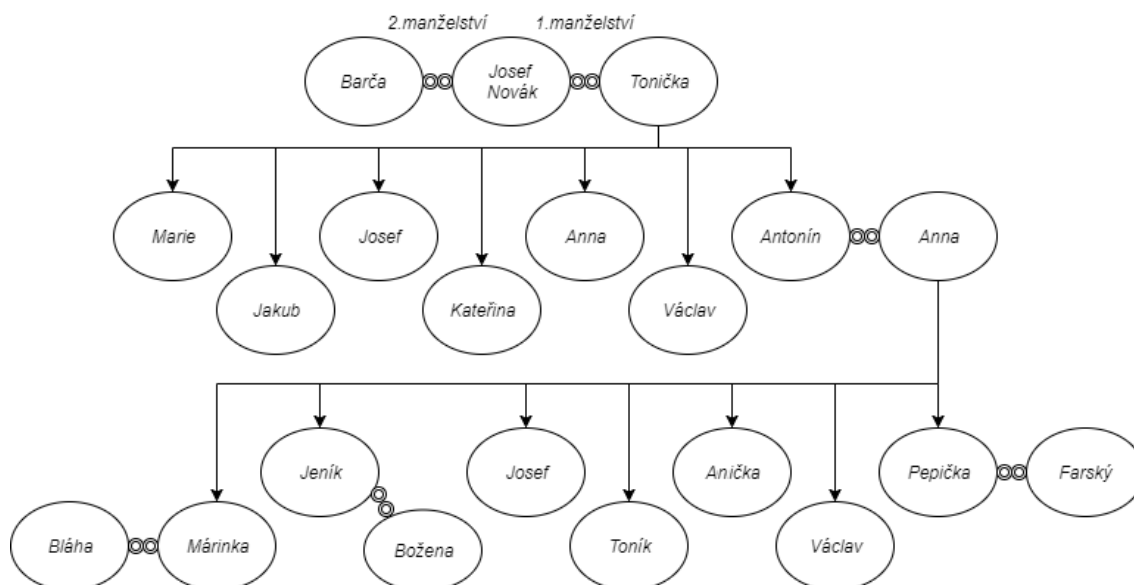 2.manželství 1.manželství
Barča
Josef
Novák
Tonička
Marie
Josef
Anna
Antonín
Anna
Jakub
Kateřina
Václav
Jeník
Josef
Anička
Pepička
Farský
Bláha
Márinka
Božena
Toník
Václav